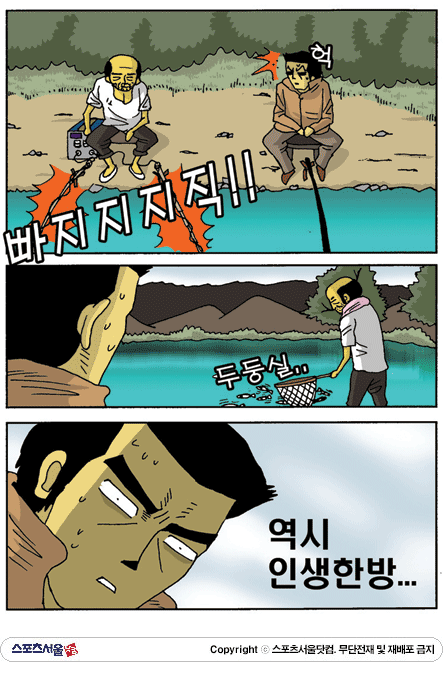 헉
빠지지지직!!
두둥실..
역시
인생한방...
스포츠서울닷컴 Copyright ⓒ 스포츠서울닷컴. 무단전재 및 재배포 금지